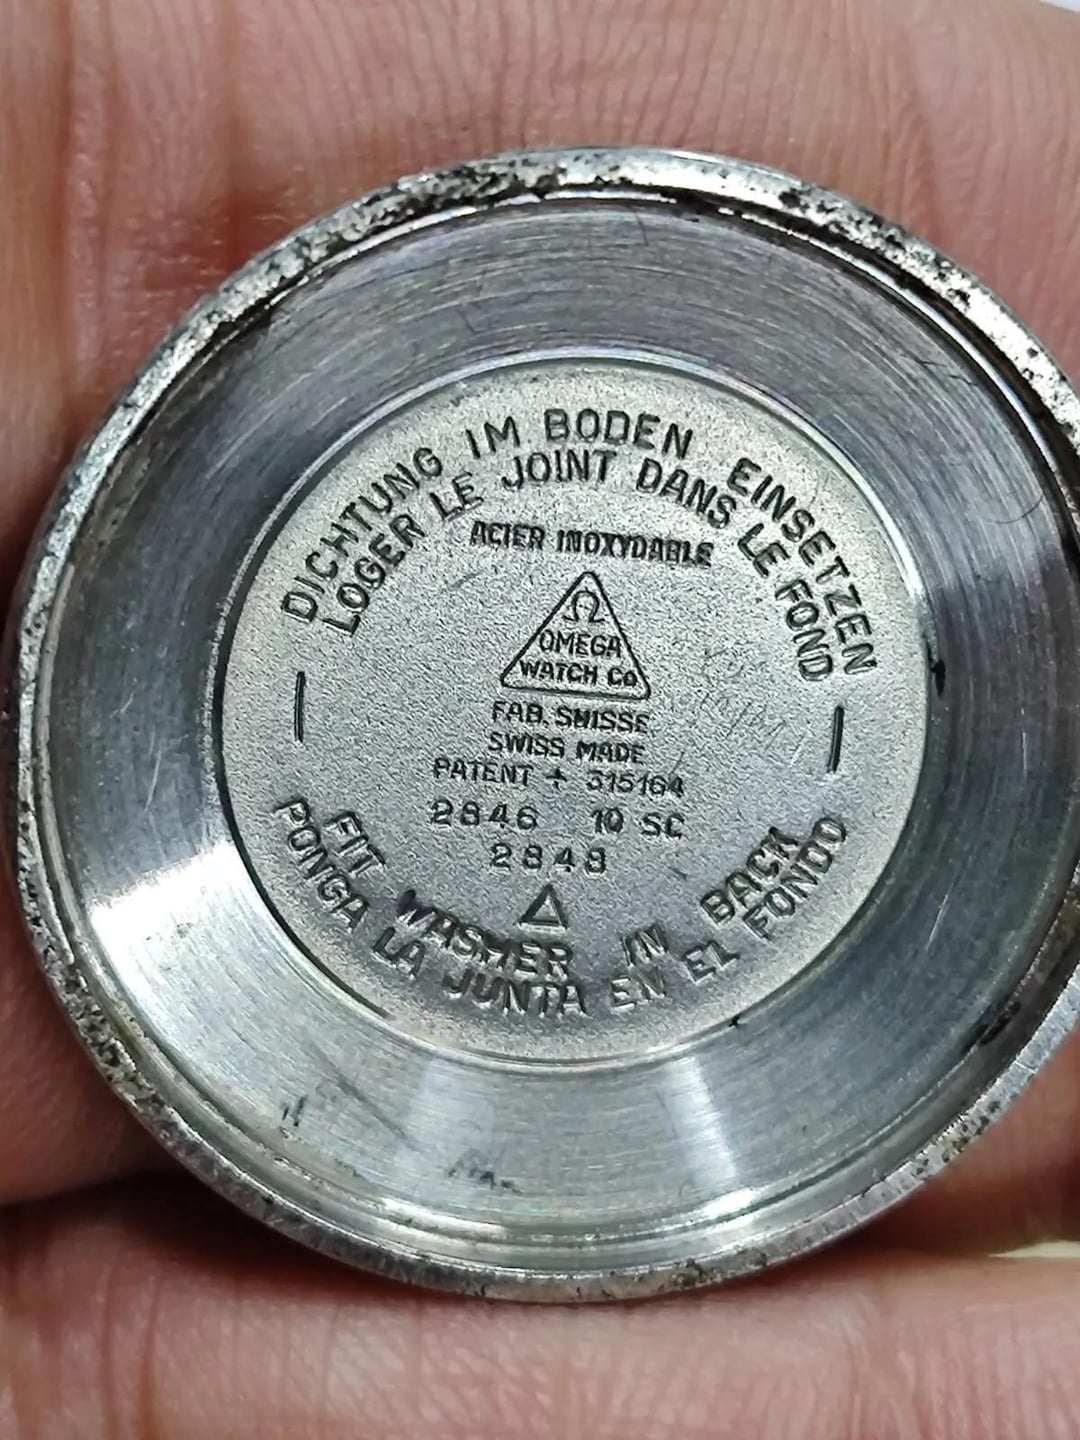 DICHTUNG IM BODEN EINSETZEN
LOGER LE JOINT DANS LE FOND
ACIER INOXYDABLE
Ω
OMEGA
WATCH Co
FAB. SUISSE
SWISS MADE
PATENT + 315164
2846 10 SC
2848
FIT WASHER IN BACK
PONGA LA JUNTA EN EL FONDO